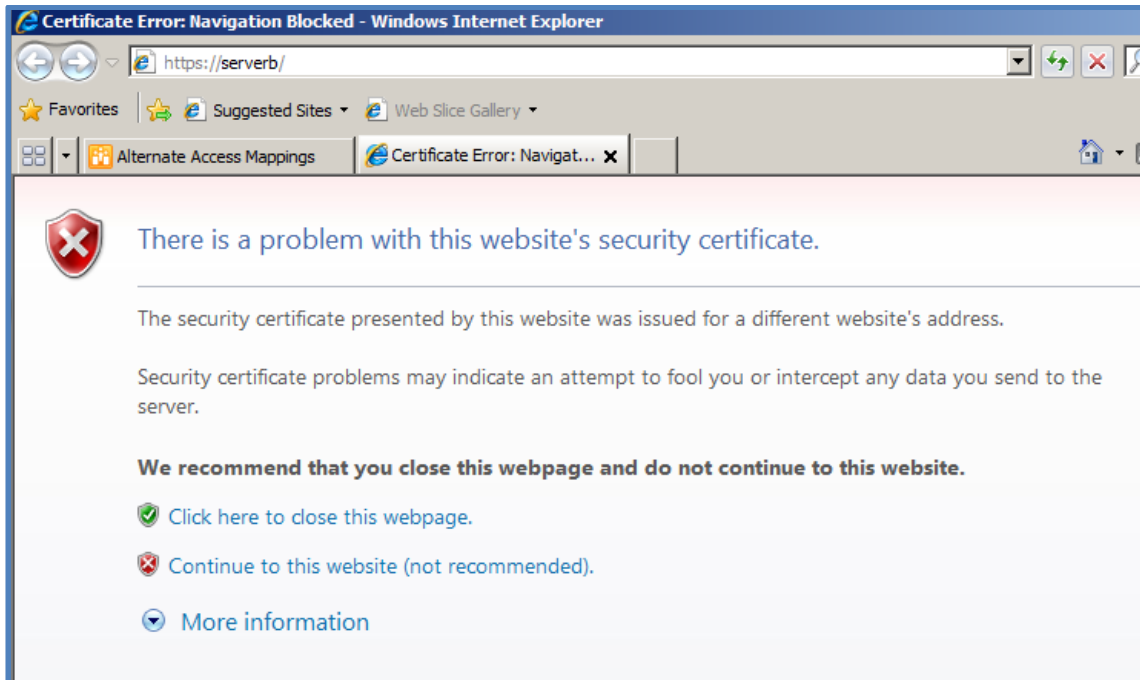 Certificate Error: Navigation Blocked - Windows Internet Explorer
https://serverb/
Favorites Suggested Sites Web Slice Gallery
Alternate Access Mappings Certificate Error: Navigat...
There is a problem with this website's security certificate.
The security certificate presented by this website was issued for a different website's address.
Security certificate problems may indicate an attempt to fool you or intercept any data you send to the
server.
We recommend that you close this webpage and do not continue to this website.
Click here to close this webpage.
Continue to this website (not recommended).
More information